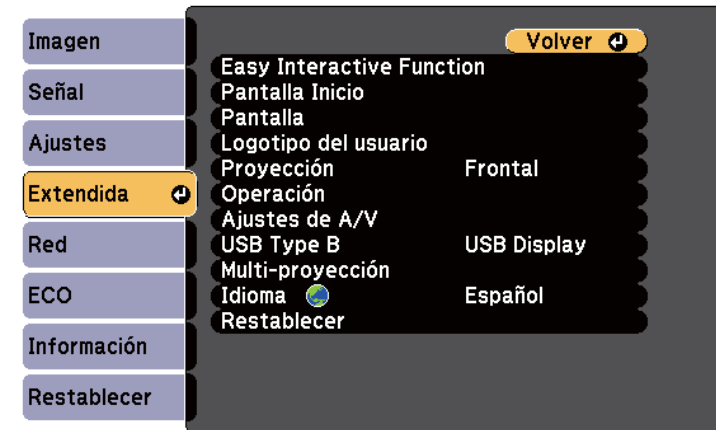 Imagen
Señal
Ajustes
Extendida
Red
ECO
Información
Restablecer
Volver
Easy Interactive Function
Pantalla Inicio
Pantalla
Logotipo del usuario
Proyección Frontal
Operación
Ajustes de A/V
USB Type B USB Display
Multi-proyección
Idioma Español
Restablecer